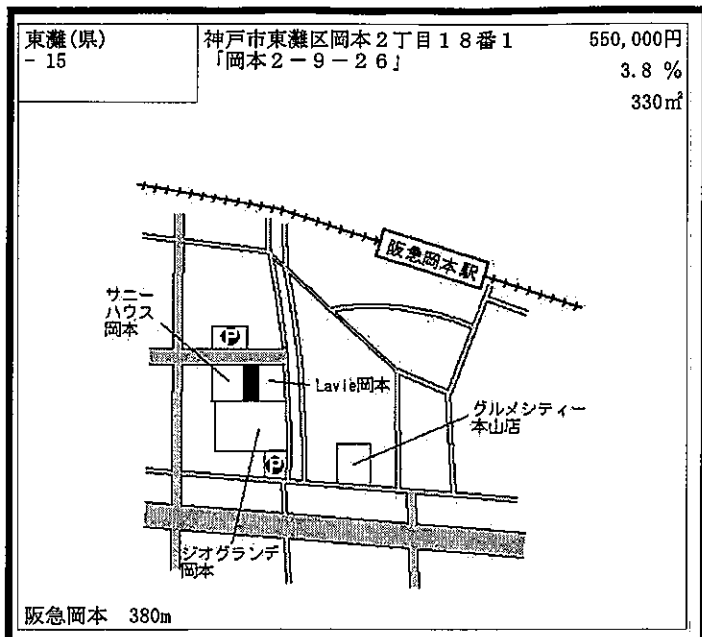 東灘(県)
- 15
神戸市東灘区岡本2丁目18番1
「岡本2-9-26」
550,000円
3.8 %
330㎡
阪急岡本駅
サニー
ハウス
岡本
P
Lavie岡本
グルメシティー
本山店
P
ジオグランデ
岡本
阪急岡本 380m